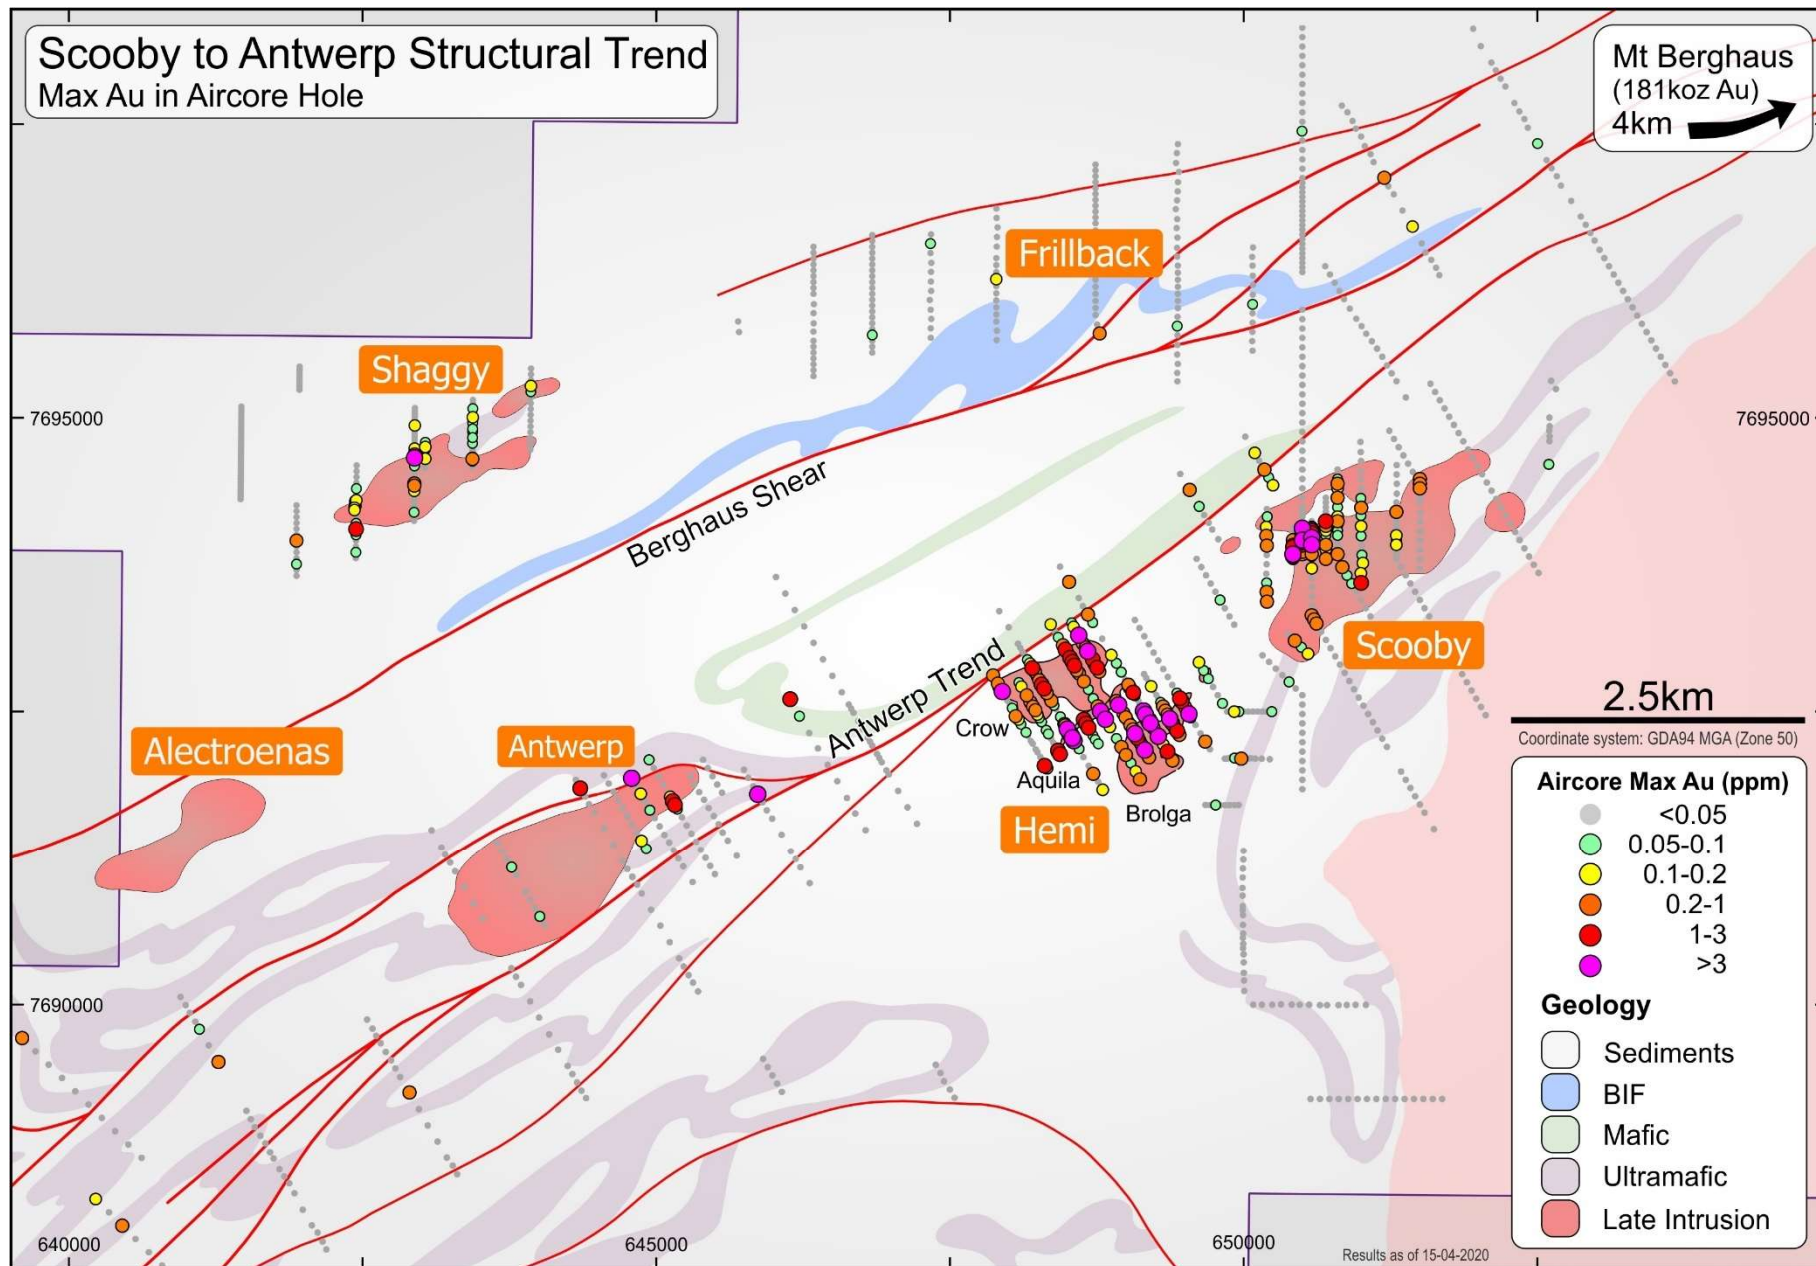 Scooby to Antwerp Structural Trend
Max Au in Aircore Hole
Mt Berghaus
(181koz Au)
4km
Frillback
Shaggy
7695000
7695000
Berghaus Shear
Scooby
Antwerp Trend
Crow
Alectroenas
Antwerp
Aquila
Hemi
Brolga
2.5km
Coordinate system: GDA94 MGA (Zone 50)
Aircore Max Au (ppm)
<0.05
0.05-0.1
0.1-0.2
0.2-1
1-3
>3
Geology
Sediments
BIF
Mafic
Ultramafic
Late Intrusion
7690000
640000
645000
650000
Results as of 15-04-2020